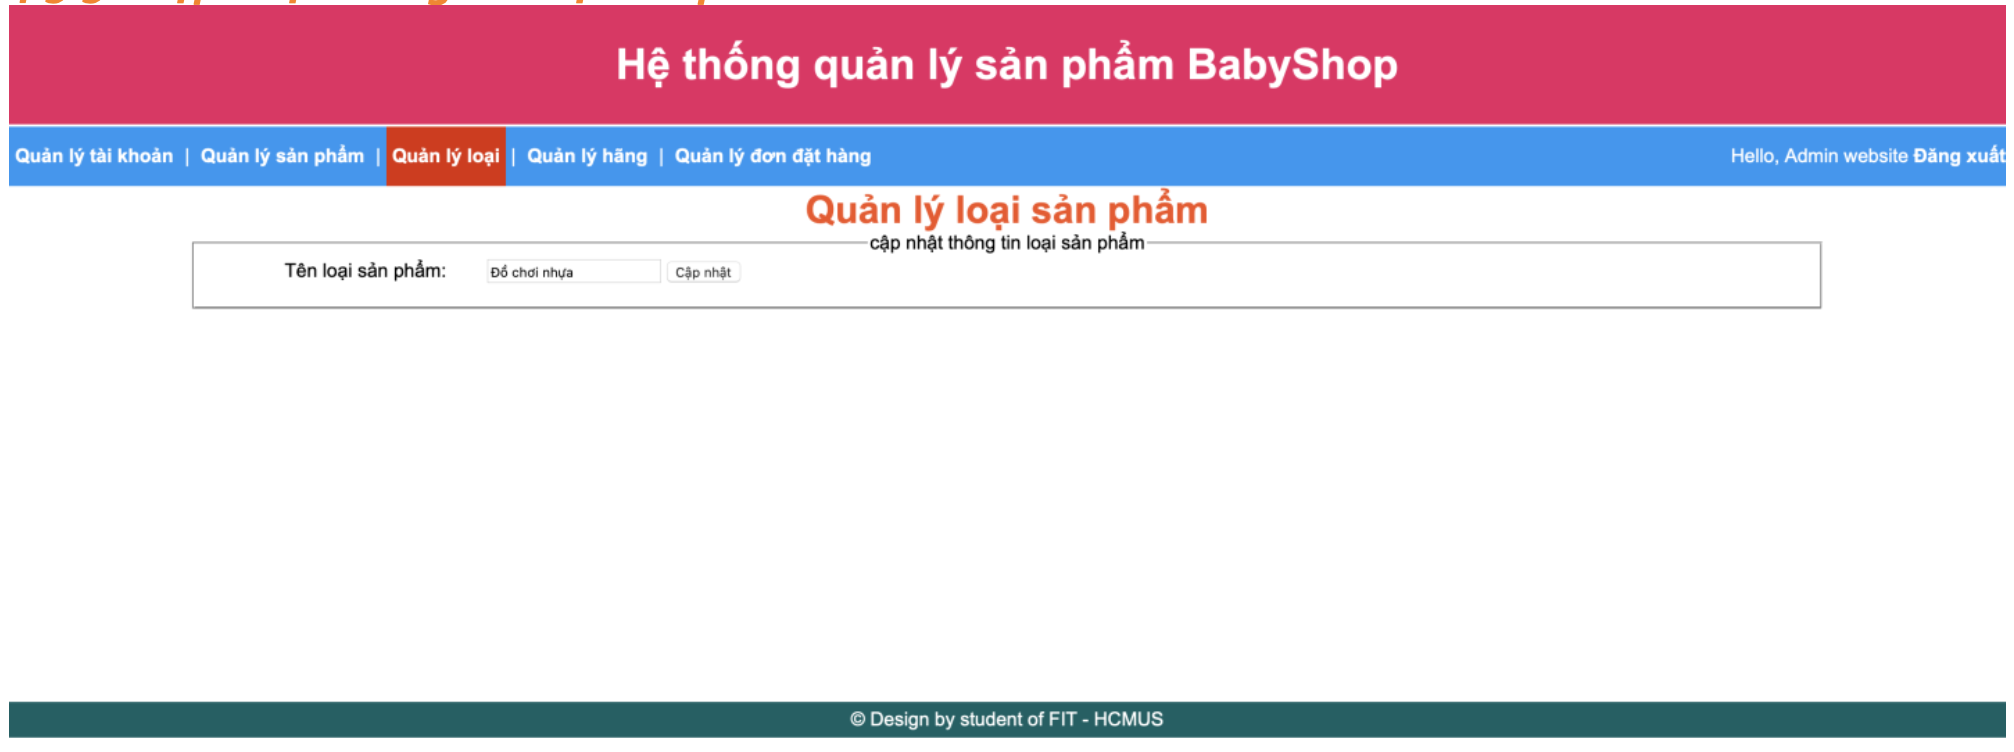 Hệ thống quản lý sản phẩm BabyShop
Quản lý tài khoản | Quản lý sản phẩm | Quản lý loại | Quản lý hãng | Quản lý đơn đặt hàng Hello, Admin website Đăng xuất
Quản lý loại sản phẩm
cập nhật thông tin loại sản phẩm
Tên loại sản phẩm: Đồ chơi nhựa Cập nhật
© Design by student of FIT - HCMUS